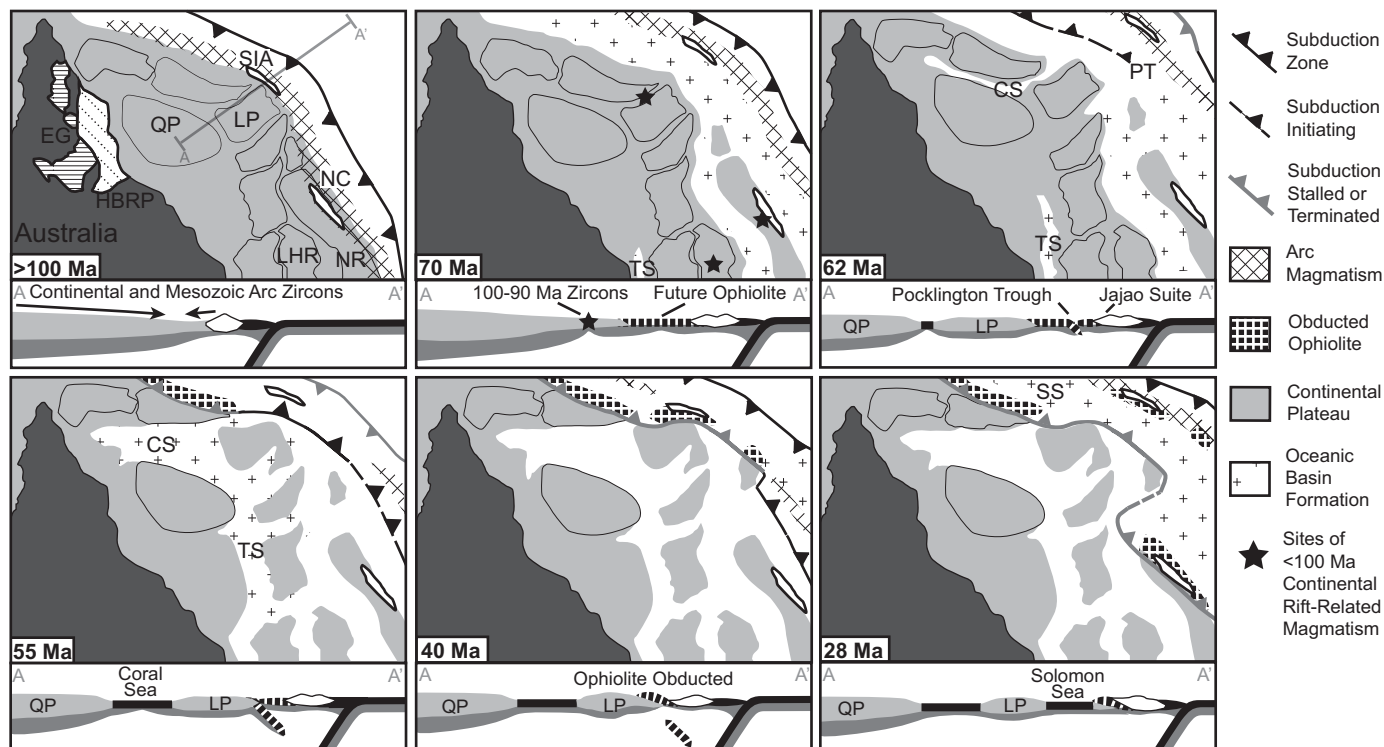 A'
SIA
QP
LP
A
EG
NC
HBRP
Australia
LHR
NR
>100 Ma
A
Continental and Mesozoic Arc Zircons
A'
TS
70 Ma
A
100-90 Ma Zircons
Future Ophiolite
A'
PT
CS
TS
62 Ma
A
Pocklington Trough
Jajao Suite
A'
QP
LP
CS
TS
55 Ma
A
Coral
Sea
A'
QP
LP
40 Ma
A
Ophiolite Obducted
A'
QP
LP
SS
28 Ma
A
Solomon
Sea
A'
QP
LP
Subduction
Zone
Subduction
Initiating
Subduction
Stalled or
Terminated
Arc
Magmatism
Obducted
Ophiolite
Continental
Plateau
Oceanic
Basin
Formation
Sites of
<100 Ma
Continental
Rift-Related
Magmatism